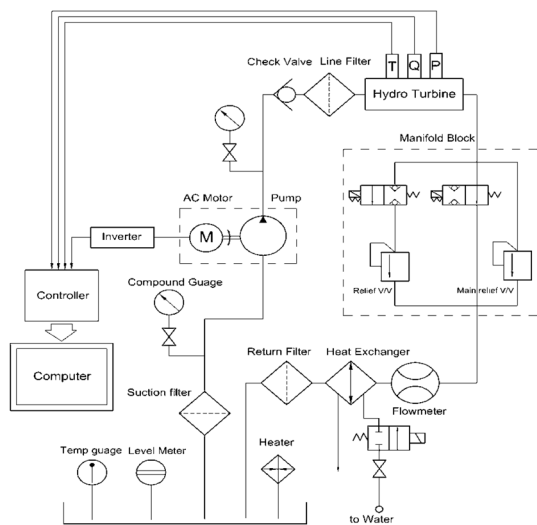 T Q P
Check Valve Line Filter
Hydro Turbine
Manifold Block
AC Motor Pump
M
Inverter
Relief V/V Main relief V/V
Controller
Compound Guage
Computer
Return Filter Heat Exchanger
Suction filter
Flowmeter
Temp guage Level Meter Heater
to Water